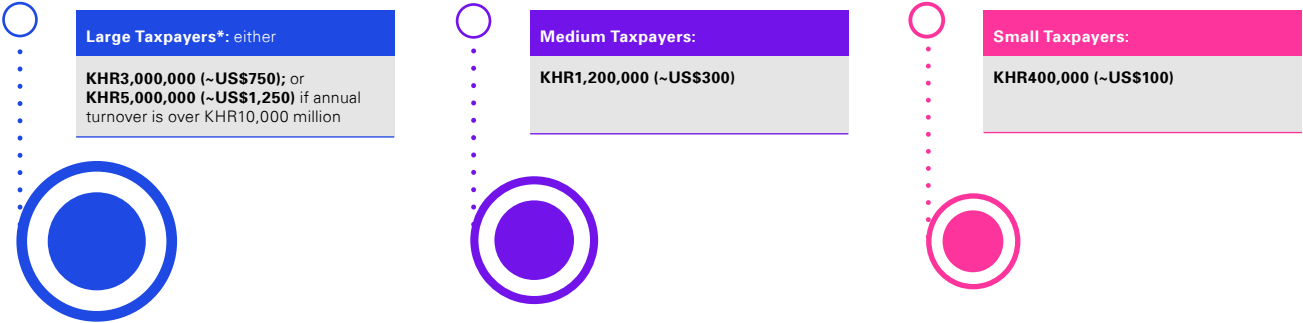 Large Taxpayers*: either
KHR3,000,000 (~US$750); or
KHR5,000,000 (~US$1,250) if annual
turnover is over KHR10,000 million
Medium Taxpayers:
KHR1,200,000 (~US$300)
Small Taxpayers:
KHR400,000 (~US$100)